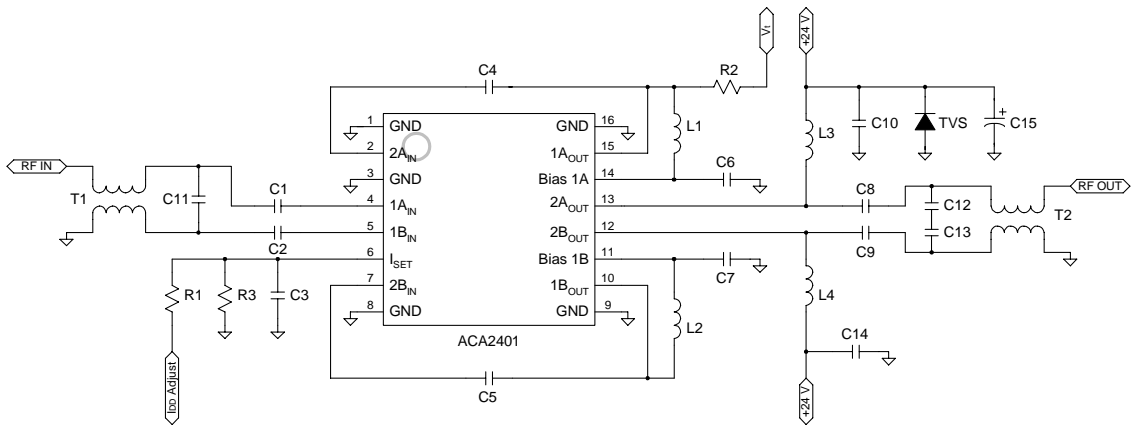 Vt
+24 V
C4
R2
1
GND
GND
16
L1
L3
C10
TVS
+
C15
2
2AIN
1AOUT
15
RF IN
3
GND
Bias 1A
14
C6
T1
C11
C1
4
1AIN
2AOUT
13
C8
C12
RF OUT
T2
5
1BIN
2BOUT
12
C13
C2
C9
6
ISET
Bias 1B
11
C7
R1
R3
C3
7
2BIN
1BOUT
10
L4
8
GND
GND
9
L2
ACA2401
C14
IDD Adjust
C5
+24 V